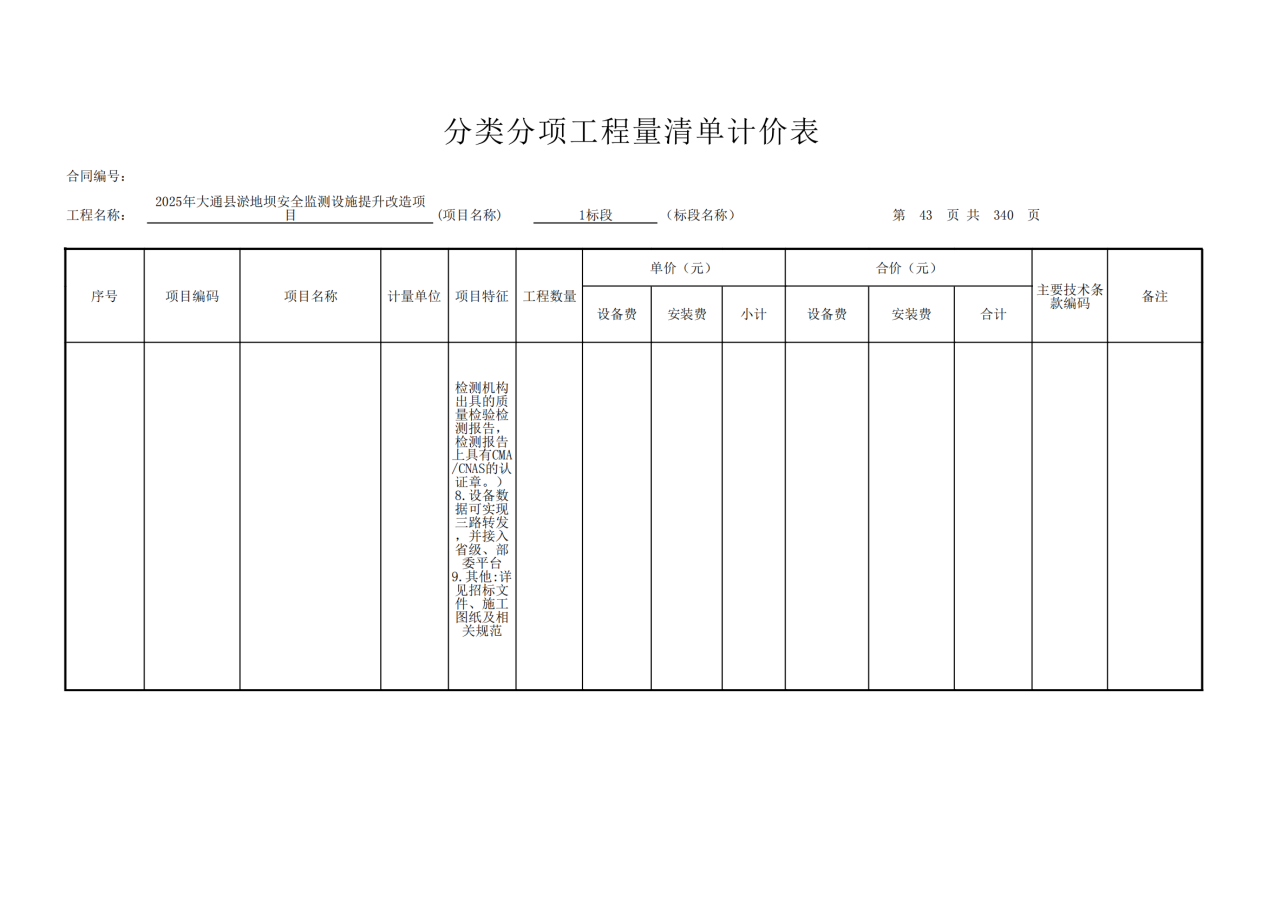 分类分项工程量清单计价表
合同编号:
2025年大通县淤地坝安全监测设施提升改造项
工程名称: 目 (项目名称) 1标段 （标段名称） 第 43 页 共 340 页
单价（元） 合价（元）
序号 项目编码 项目名称 计量单位 项目特征 工程数量 主要技术条 备注
款编码
设备费 安装费 小计 设备费 安装费 合计
检测机构
出具的质
量检验检
测报告，
检测报告
上具有CMA
/CNAS的认
证章。）
8.设备数
据可实现
三路转发
，并接入
省级、部
委平台
9.其他:详
见招标文
件、施工
图纸及相
关规范